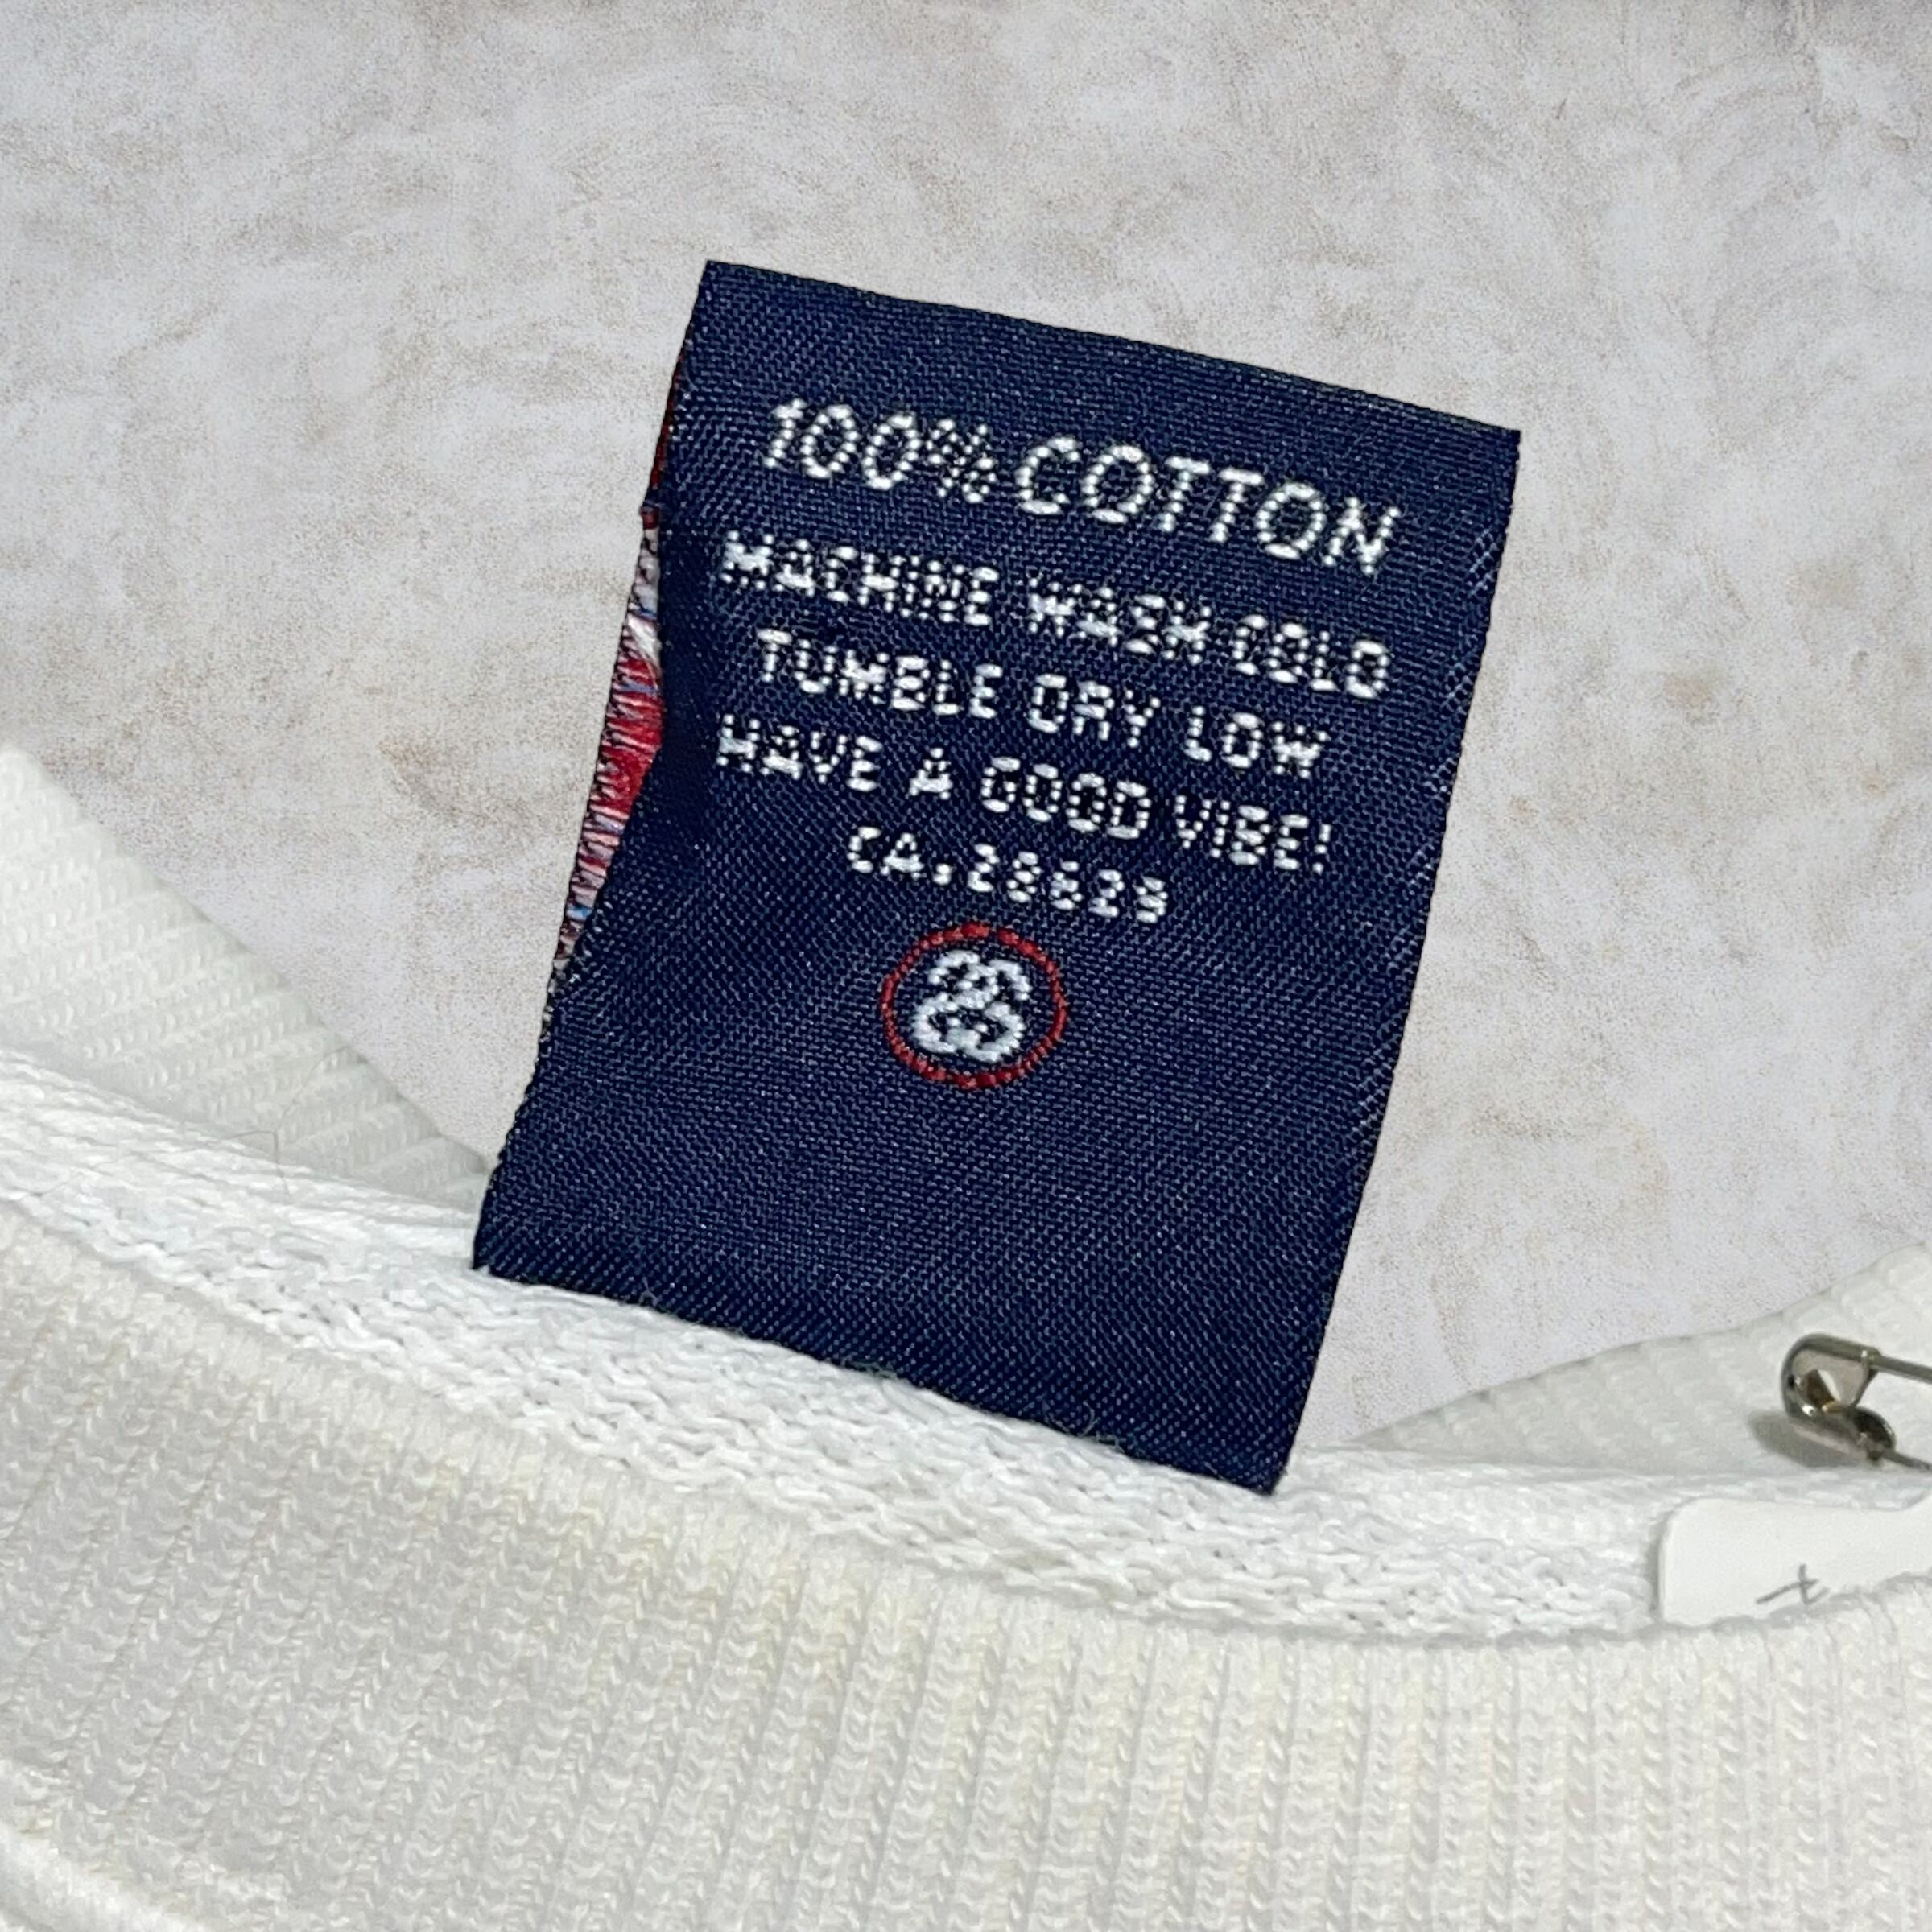 100% COTTON
MACHINE WASH COLD
TUMBLE DRY LOW
HAVE A GOOD VIBE!
CA.28629